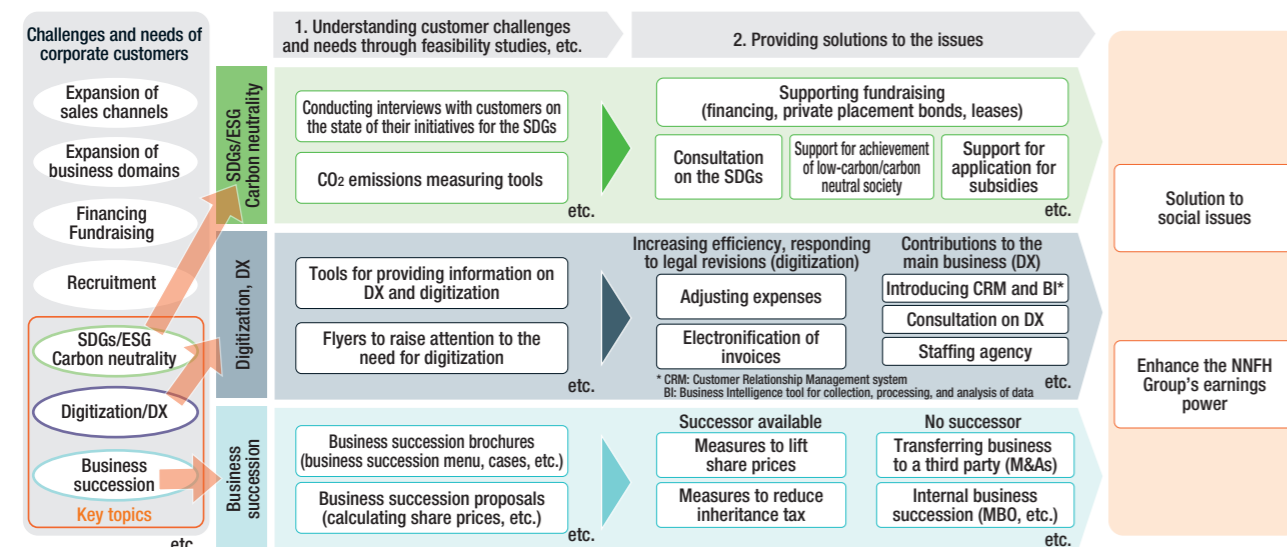 Challenges and needs of
corporate customers
Expansion of
sales channels
Expansion of
business domains
Financing
Fundraising
Recruitment
SDGs/ESG
Carbon neutrality
Digitization/DX
Business
succession
Key topics
etc.
1. Understanding customer challenges
and needs through feasibility studies, etc.
2. Providing solutions to the issues
SDGs/ESG
Carbon neutrality
Conducting interviews with customers on
the state of their initiatives for the SDGs
CO2 emissions measuring tools
etc.
Supporting fundraising
(financing, private placement bonds, leases)
Consultation
on the SDGs
Support for achievement
of low-carbon/carbon
neutral society
Support for
application for
subsidies
etc.
Digitization, DX
Tools for providing information on
DX and digitization
Flyers to raise attention to the
need for digitization
etc.
Increasing efficiency, responding
to legal revisions (digitization)
Adjusting expenses
Electronification of
invoices
Contributions to the
main business (DX)
Introducing CRM and BI*
Consultation on DX
Staffing agency
etc.
* CRM: Customer Relationship Management system
BI: Business Intelligence tool for collection, processing, and analysis of data
Business
succession
Business succession brochures
(business succession menu, cases, etc.)
Business succession proposals
(calculating share prices, etc.)
etc.
Successor available
Measures to lift
share prices
Measures to reduce
inheritance tax
No successor
Transferring business
to a third party (M&As)
Internal business
succession (MBO, etc.)
etc.
Solution to
social issues
Enhance the NNFH
Group's earnings
power